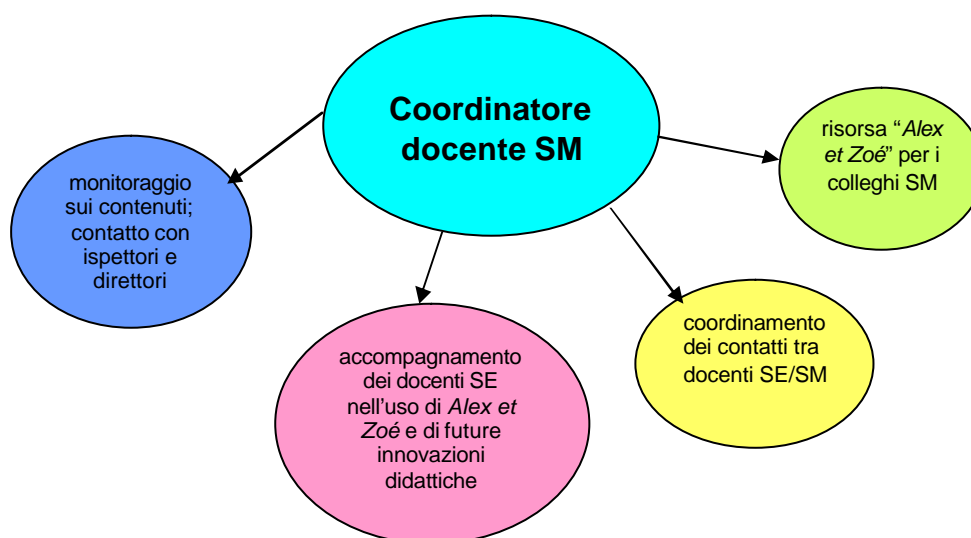 Coordinatore
docente SM
risorsa “Alex
et Zoé” per i
colleghi SM
monitoraggio
sui contenuti;
contatto con
ispettori e
direttori
coordinamento
dei contatti tra
docenti SE/SM
accompagnamento
dei docenti SE
nell’uso di Alex et
Zoé e di future
innovazioni
didattiche